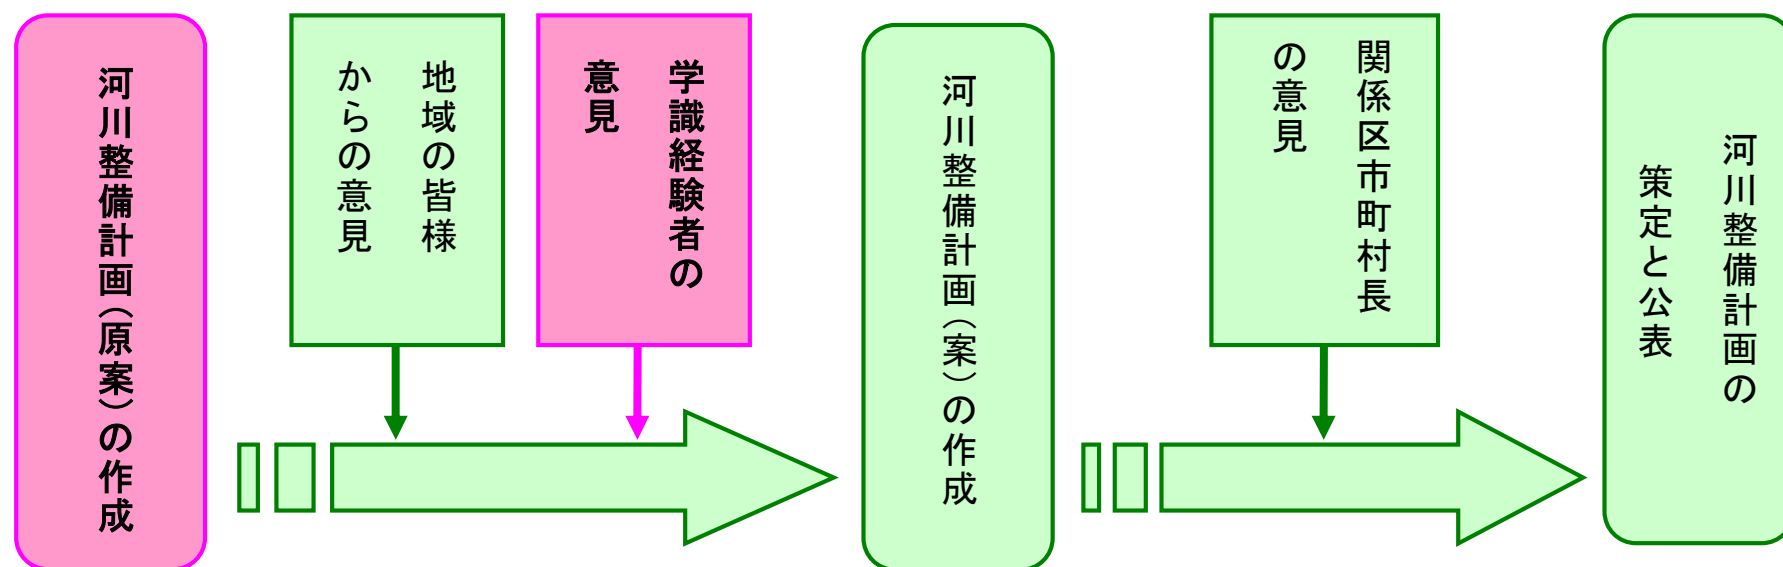 河川整備計画（原案）の作成
地域の皆様
からの意見
学識経験者の
意見
河川整備計画（案）の作成
関係区市町村長
の意見
河川整備計画の
策定と公表